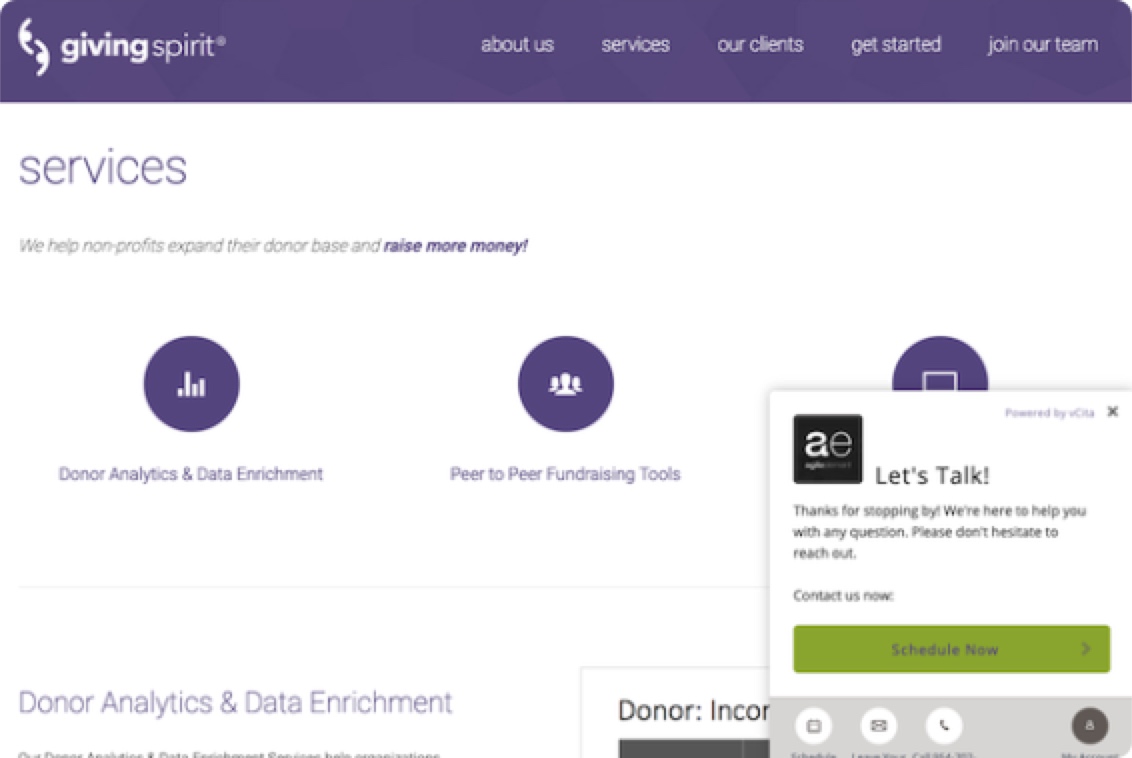 giving spirit®
about us services our clients get started join our team
services
We help non-profits expand their donor base and raise more money!
Donor Analytics & Data Enrichment
Peer to Peer Fundraising Tools
Powered by vCita
ae
Let's Talk!
Thanks for stopping by! We're here to help you
with any question. Please don't hesitate to
reach out.
Contact us now:
Schedule Now
Donor Analytics & Data Enrichment
Our Donor Analytics & Data Enrichment Services help organizations
Donor: Incor
Schedule Leave Your Call 954-702- My Account